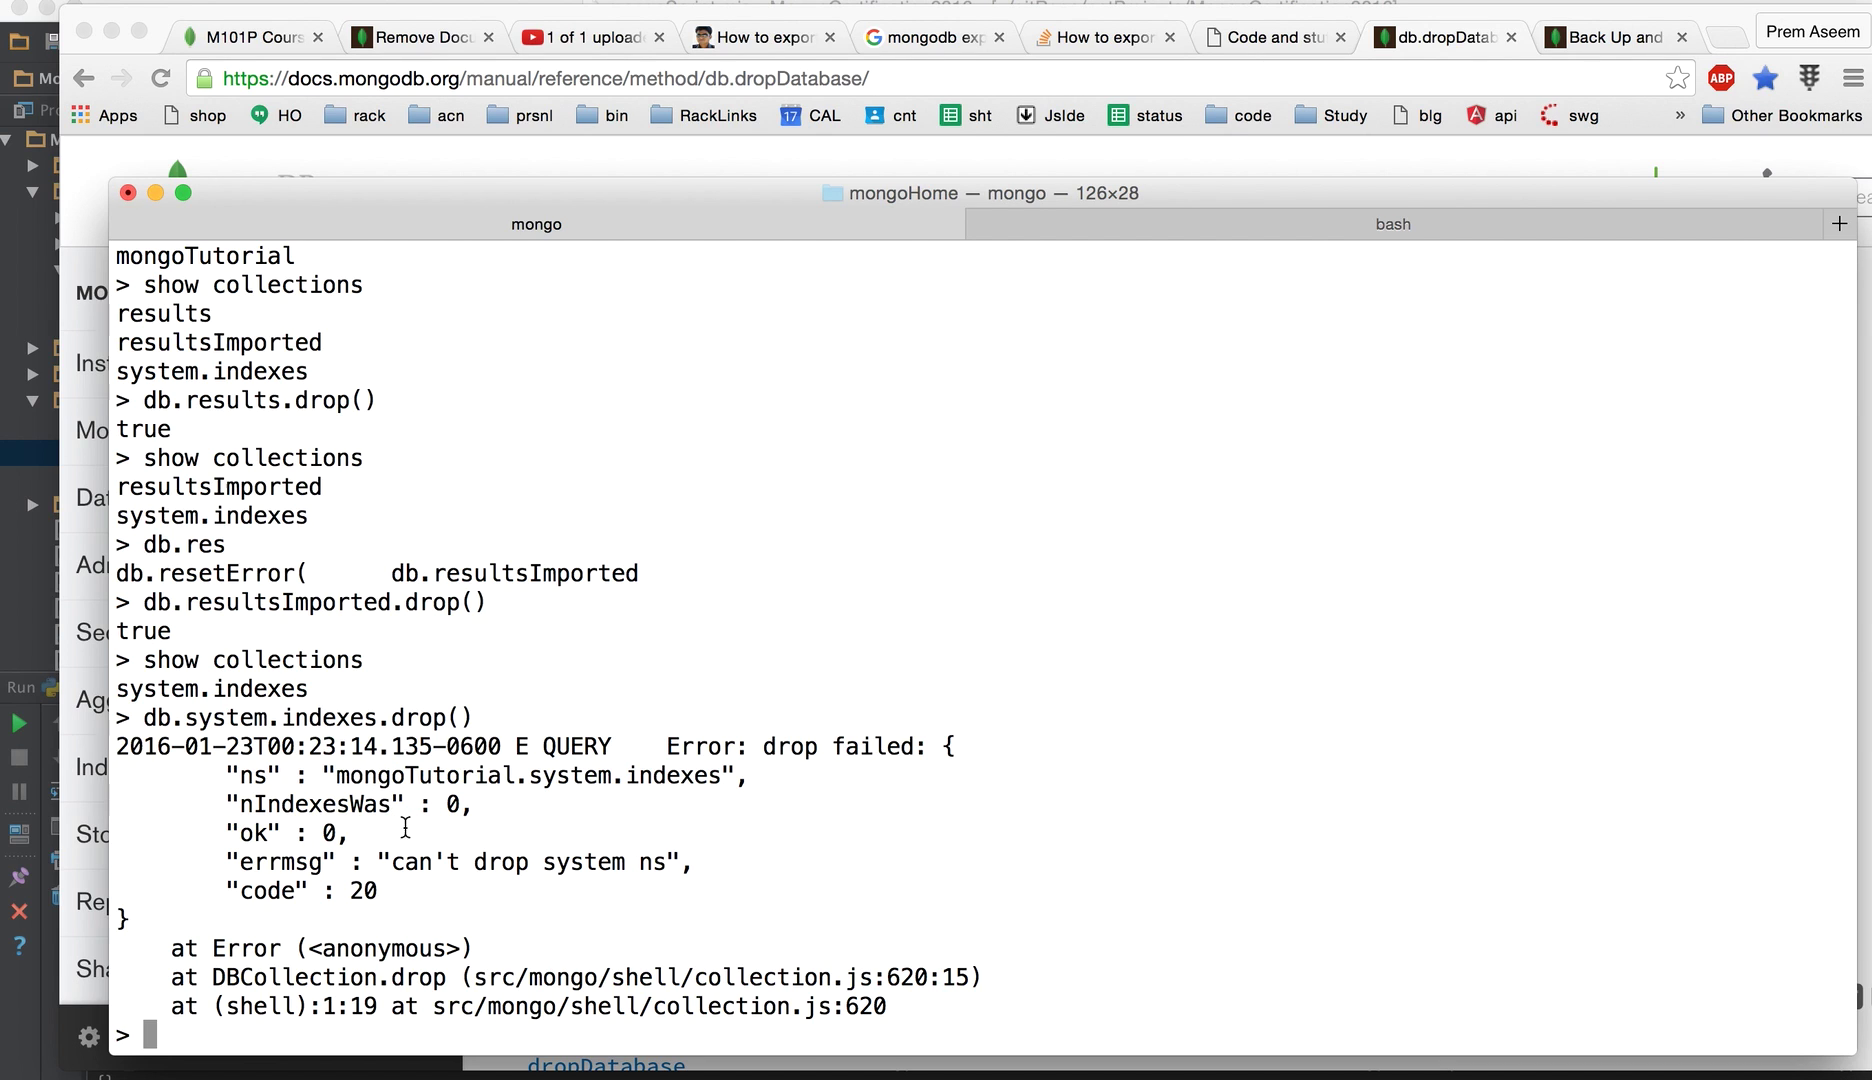 M101P Cours
Remove Docu
1 of 1 upload
How to expor
mongodb exp
How to expor
Code and stu
db.dropDatab
Back Up and
Prem Aseem
https://docs.mongodb.org/manual/reference/method/db.dropDatabase/
ABP
Apps
shop
HO
rack
acn
prsnl
bin
RackLinks
17 CAL
cnt
sht
JsIde
status
code
Study
blg
api
swg
» Other Bookmarks
mongoHome — mongo — 126×28
mongo
bash
+
mongoTutorial
> show collections
results
resultsImported
system.indexes
> db.results.drop()
true
> show collections
resultsImported
system.indexes
> db.res
db.resetError(      db.resultsImported
> db.resultsImported.drop()
true
> show collections
system.indexes
> db.system.indexes.drop()
2016-01-23T00:23:14.135-0600 E QUERY    Error: drop failed: {
        "ns" : "mongoTutorial.system.indexes",
        "nIndexesWas" : 0,
        "ok" : 0,
        "errmsg" : "can't drop system ns",
        "code" : 20
}
    at Error (<anonymous>)
    at DBCollection.drop (src/mongo/shell/collection.js:620:15)
    at (shell):1:19 at src/mongo/shell/collection.js:620
>
MO
Inst
Mo
Dat
Adr
Sec
Agg
Ind
Sto
Rep
Sha
Run
dropDatabase